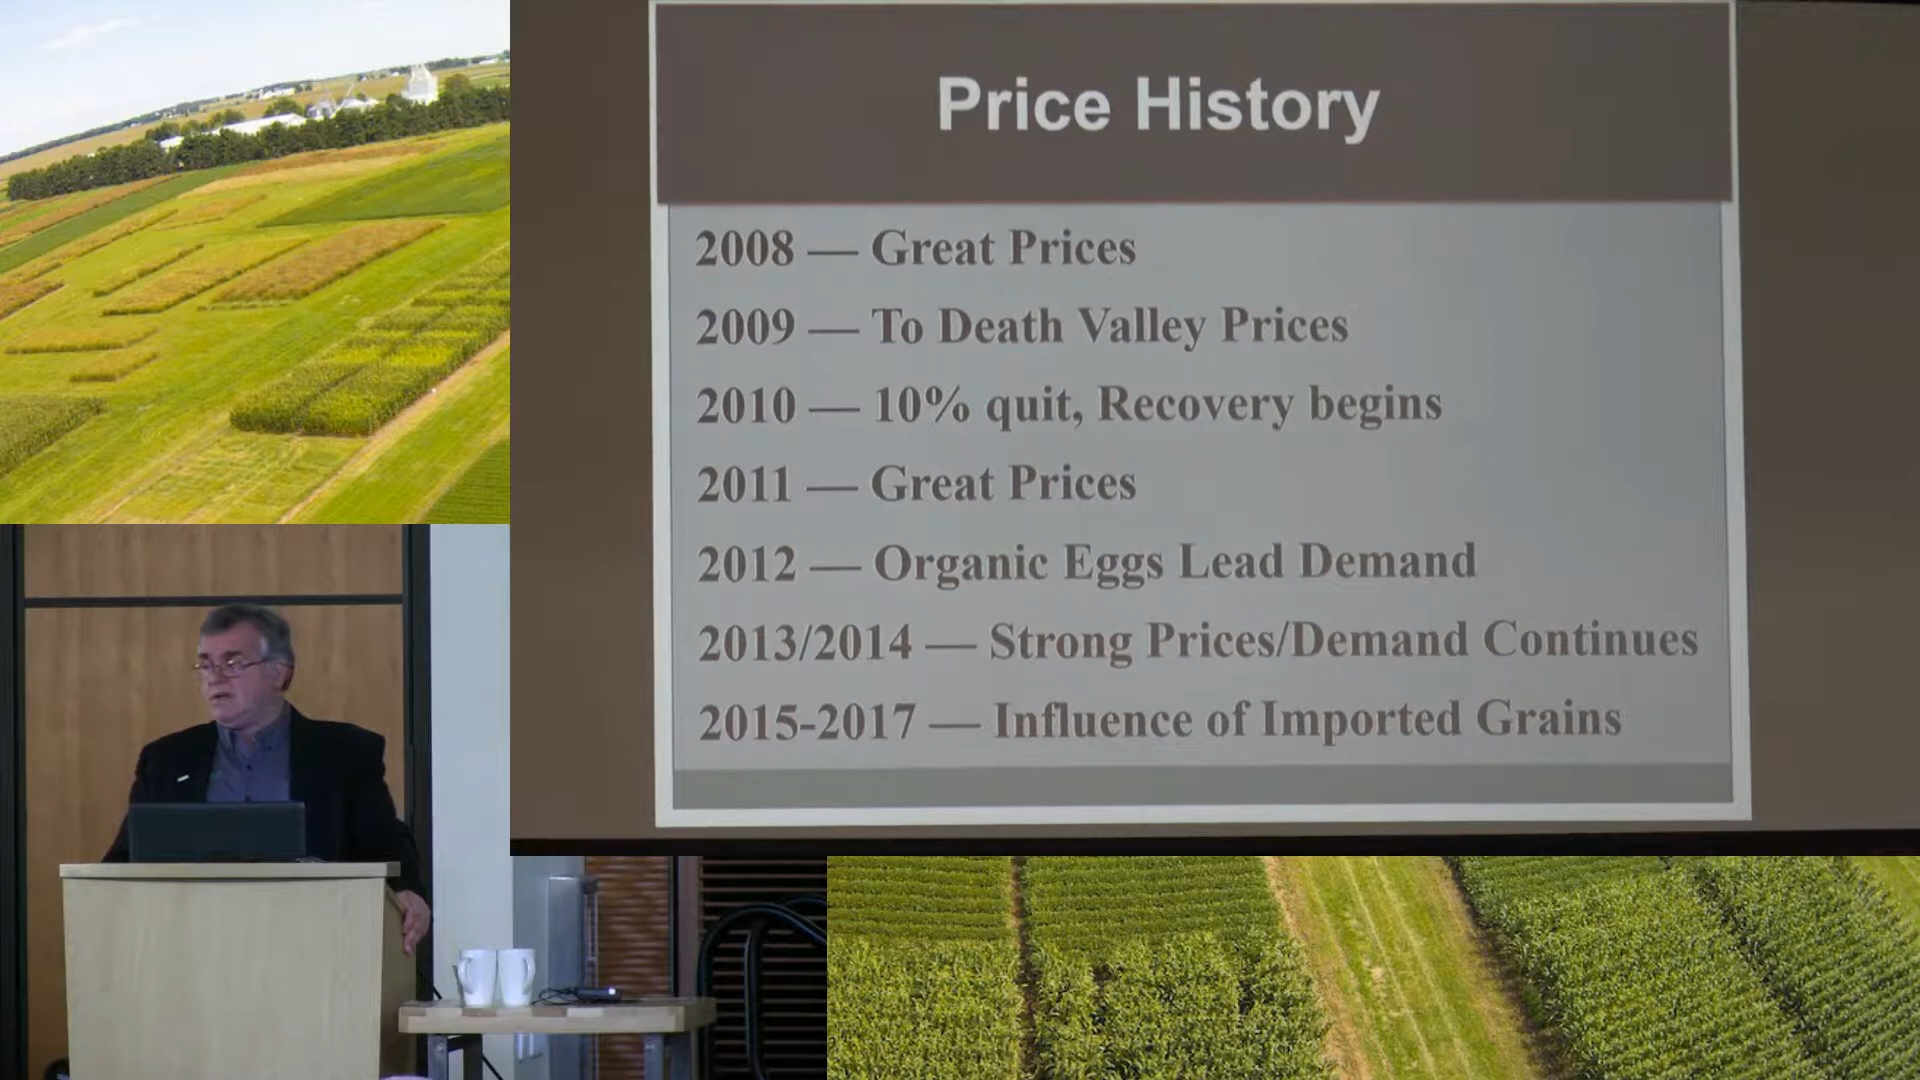 Price History
2008 — Great Prices
2009 — To Death Valley Prices
2010 — 10% quit, Recovery begins
2011 — Great Prices
2012 — Organic Eggs Lead Demand
2013/2014 — Strong Prices/Demand Continues
2015-2017 — Influence of Imported Grains